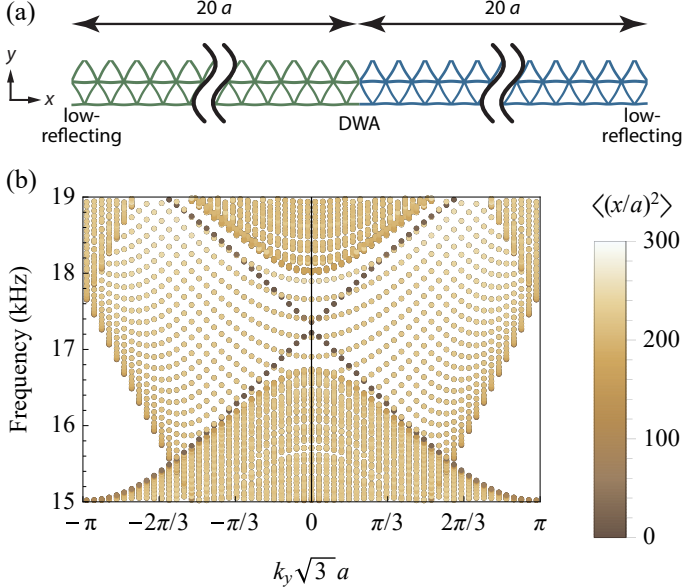 (a)
20 a
20 a
y
x
low-
reflecting
DWA
low-
reflecting
(b)
⟨(x/a)²⟩
Frequency (kHz)
19
18
17
16
15
− π
−2π/3
−π/3
0
π/3
2π/3
π
k_y√3 a
300
200
100
0